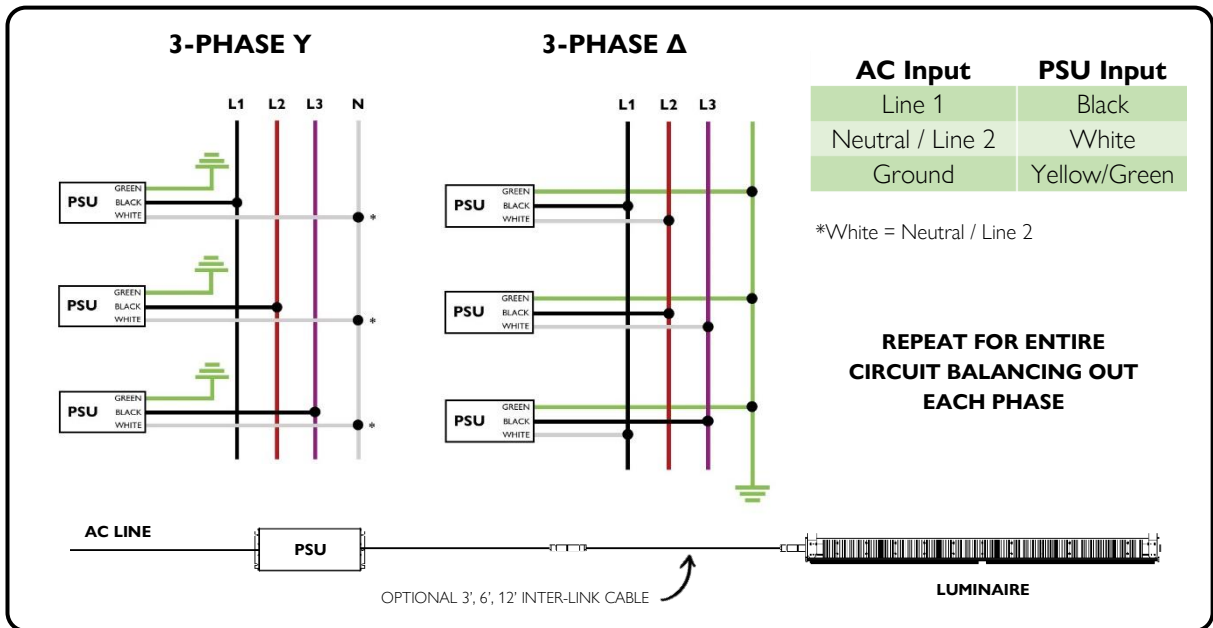 3-PHASE Y
L1 L2 L3 N
GREEN
PSU BLACK
WHITE *
GREEN
PSU BLACK
WHITE *
GREEN
PSU BLACK
WHITE *
3-PHASE Δ
L1 L2 L3
GREEN
PSU BLACK
WHITE
GREEN
PSU BLACK
WHITE
GREEN
PSU BLACK
WHITE
AC Input PSU Input
Line 1 Black
Neutral / Line 2 White
Ground Yellow/Green
*White = Neutral / Line 2
REPEAT FOR ENTIRE
CIRCUIT BALANCING OUT
EACH PHASE
AC LINE
PSU
OPTIONAL 3', 6', 12' INTER-LINK CABLE
LUMINAIRE